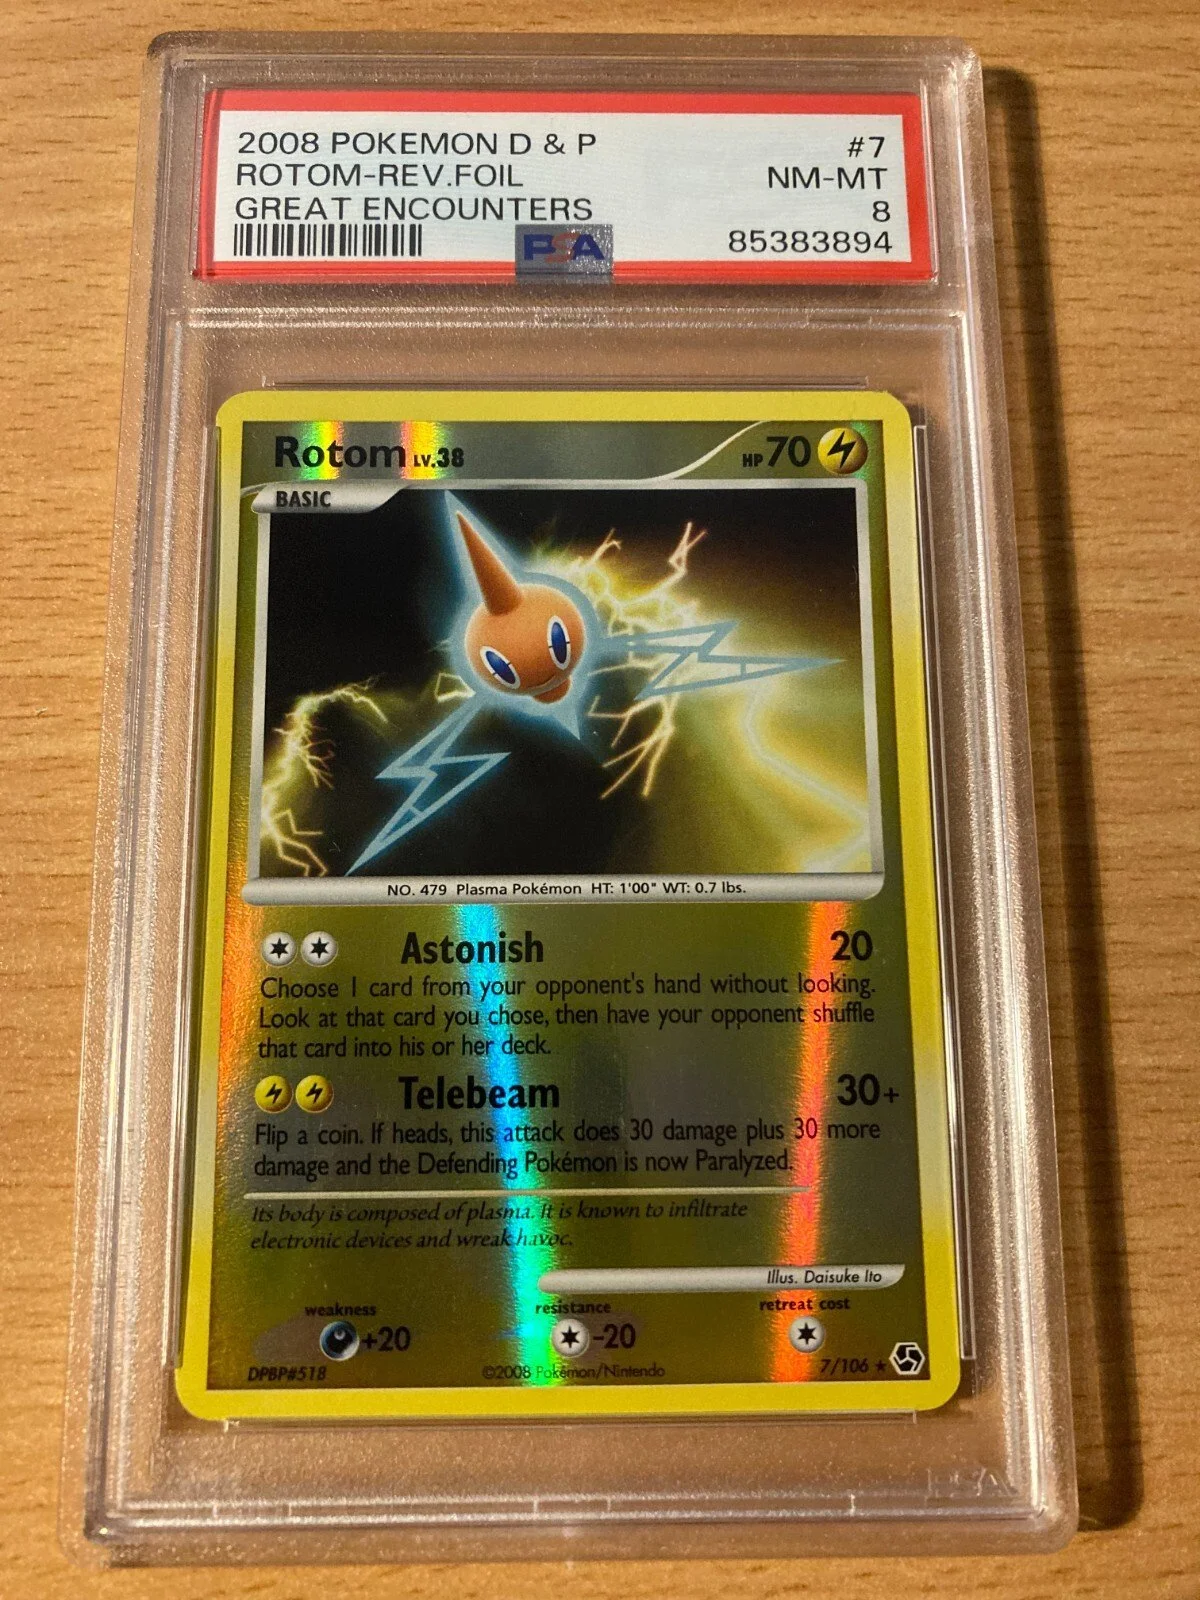 2008 POKEMON D & P #7
ROTOM-REV.FOIL NM-MT
GREAT ENCOUNTERS 8
PSA 85383894
Rotom LV.38 HP 70
BASIC
NO. 479 Plasma Pokémon HT: 1'00" WT: 0.7 lbs.
Astonish 20
Choose 1 card from your opponent's hand without looking.
Look at that card you chose, then have your opponent shuffle
that card into his or her deck.
Telebeam 30+
Flip a coin. If heads, this attack does 30 damage plus 30 more
damage and the Defending Pokémon is now Paralyzed.
Its body is composed of plasma. It is known to infiltrate
electronic devices and wreak havoc.
Illus. Daisuke Ito
weakness resistance retreat cost
+20 -20
DPBP#518 ©2008 Pokémon/Nintendo 7/106
PSA